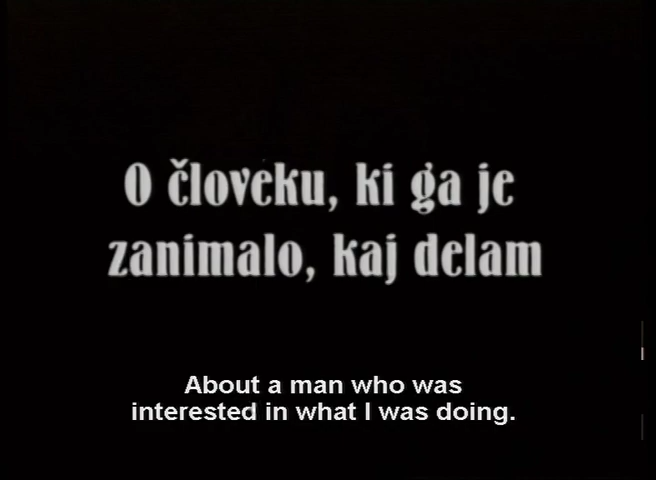 O človeku, ki ga je
zanimalo, kaj delam
About a man who was
interested in what I was doing.